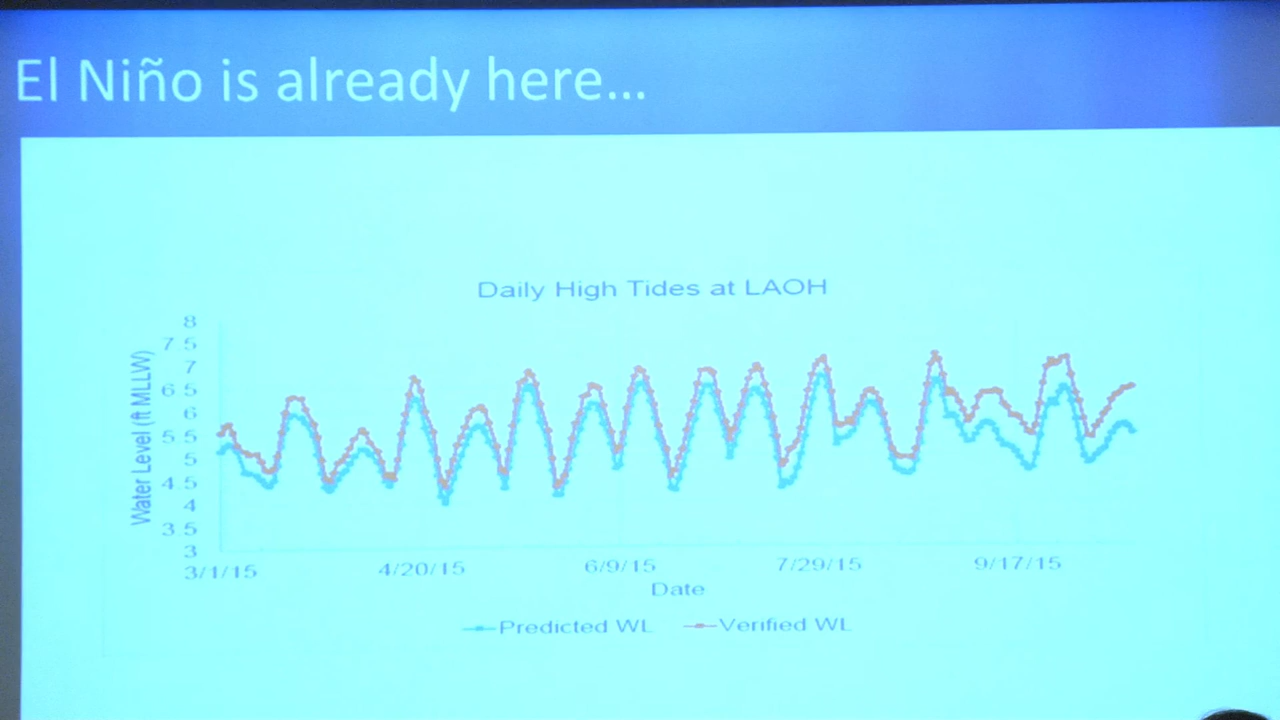 El Niño is already here...
Daily High Tides at LAOH
Water Level (ft MLLW)
8
7 5
7
6 5
6
5 5
5
4 5
4
3 5
3
3/1/15 4/20/15 6/9/15 7/29/15 9/17/15
Date
Predicted WL Verified WL